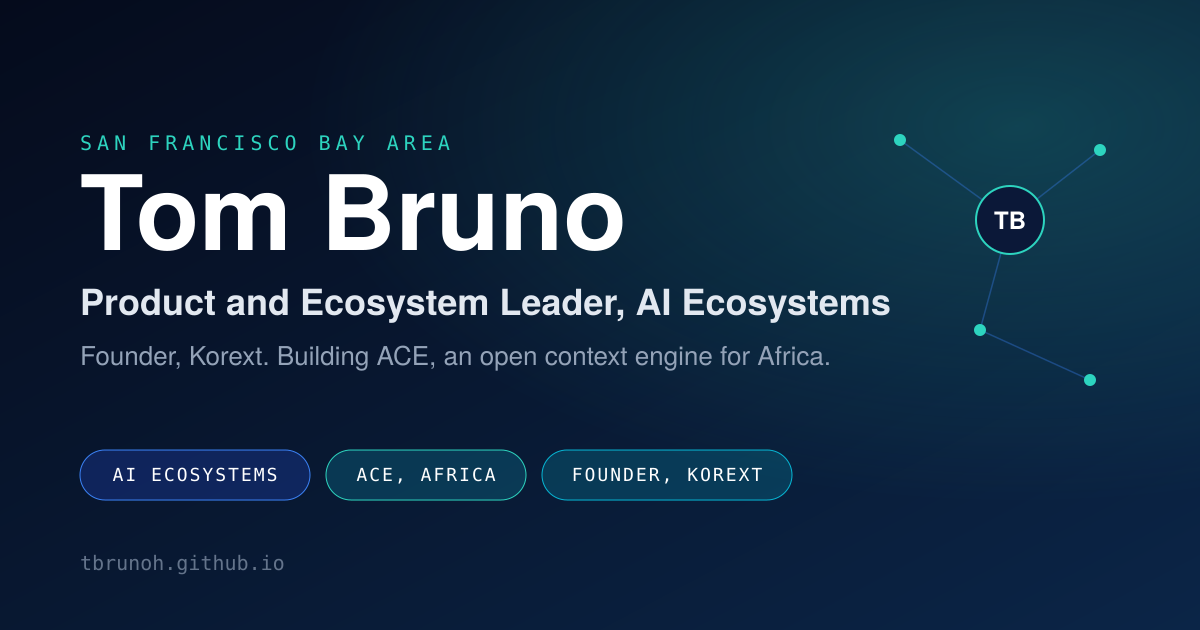 SAN FRANCISCO BAY AREA
Tom Bruno
TB
Product and Ecosystem Leader, AI Ecosystems
Founder, Korext. Building ACE, an open context engine for Africa.
AI ECOSYSTEMS
ACE, AFRICA
FOUNDER, KOREXT
tbrunoh.github.io